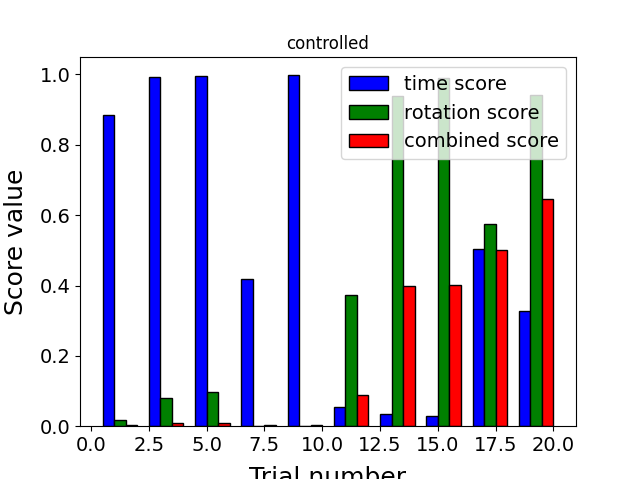 controlled
Score value
1.0
0.8
0.6
0.4
0.2
0.0
time score
rotation score
combined score
0.0 2.5 5.0 7.5 10.0 12.5 15.0 17.5 20.0
Trial number